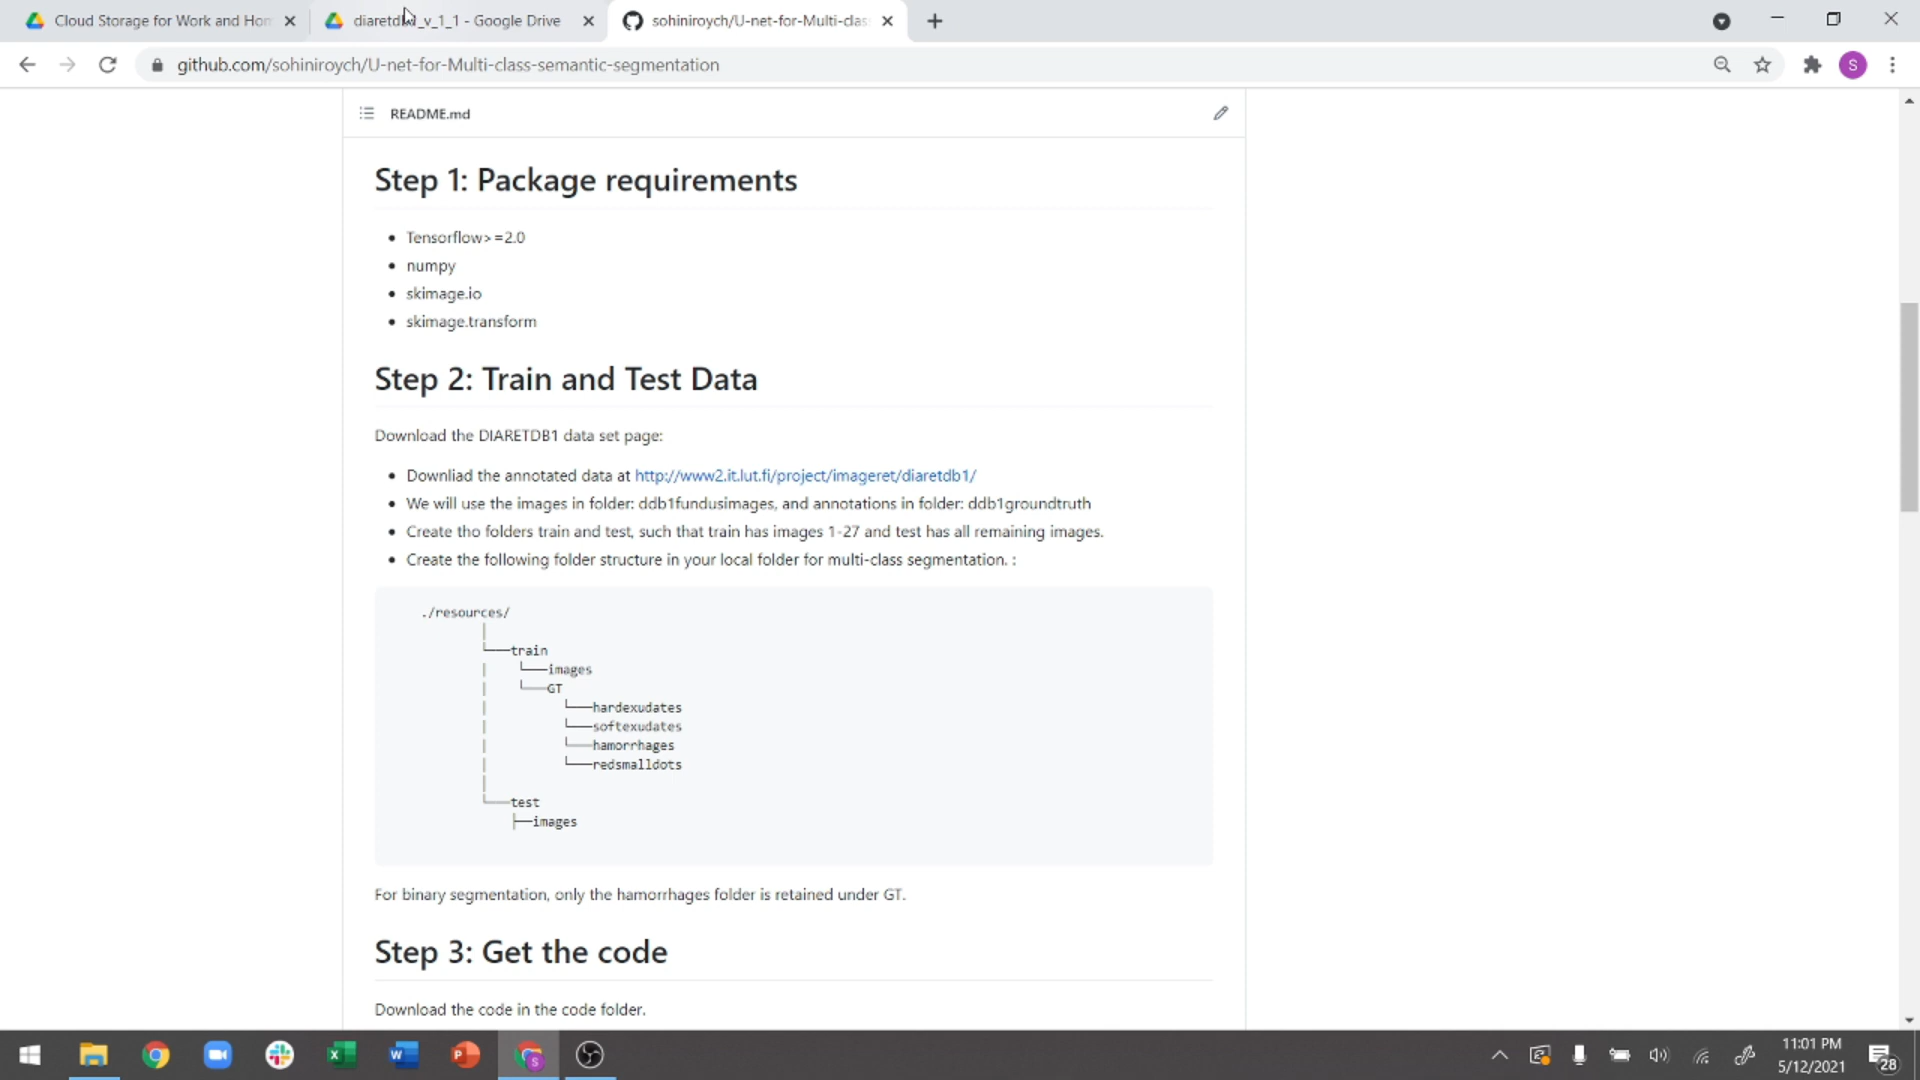 Cloud Storage for Work and Hom
_v_1_1 - Google Drive
sohiniroych/U-net-for-Multi-clas
github.com/sohiniroych/U-net-for-Multi-class-semantic-segmentation
S
README.md
Step 1: Package requirements
Tensorflow>=2.0
numpy
skimage.io
skimage.transform
Step 2: Train and Test Data
Download the DIARETDB1 data set page:
Downliad the annotated data at http://www2.it.lut.fi/project/imageret/diaretdb1/
We will use the images in folder: ddb1fundusimages, and annotations in folder: ddb1groundtruth
Create tho folders train and test, such that train has images 1-27 and test has all remaining images.
Create the following folder structure in your local folder for multi-class segmentation. :
./resources/
train
images
GT
hardexudates
softexudates
hamorrhages
redsmalldots
test
images
For binary segmentation, only the hamorrhages folder is retained under GT.
Step 3: Get the code
Download the code in the code folder.
11:01 PM
5/12/2021
28